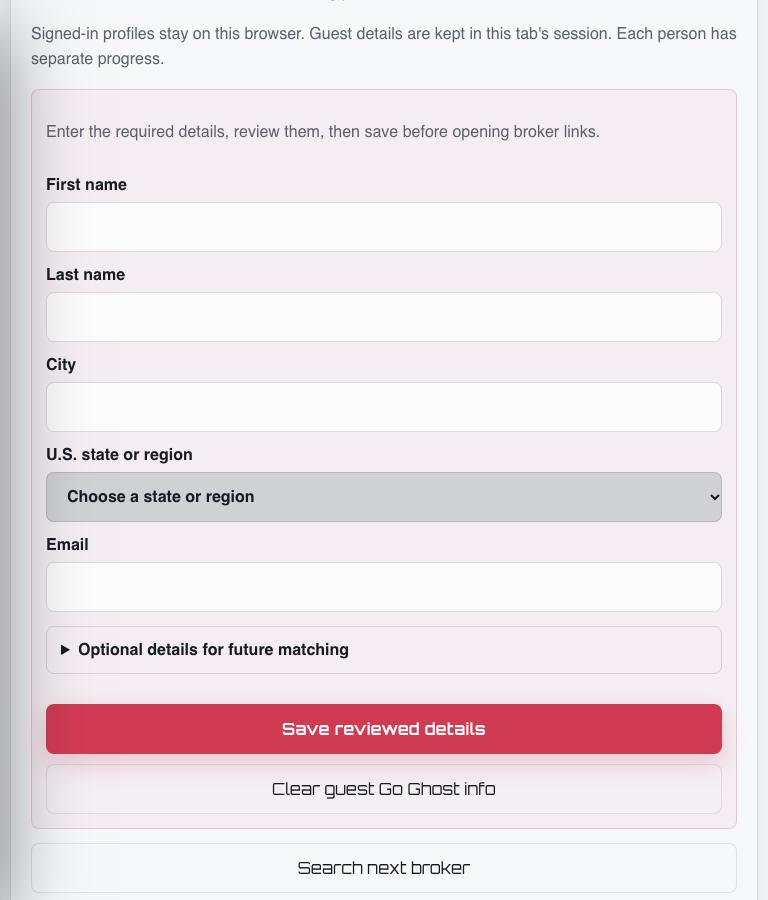 Signed-in profiles stay on this browser. Guest details are kept in this tab's session. Each person has
separate progress.
Enter the required details, review them, then save before opening broker links.
First name
Last name
City
U.S. state or region
Choose a state or region
Email
Optional details for future matching
Save reviewed details
Clear guest Go Ghost info
Search next broker